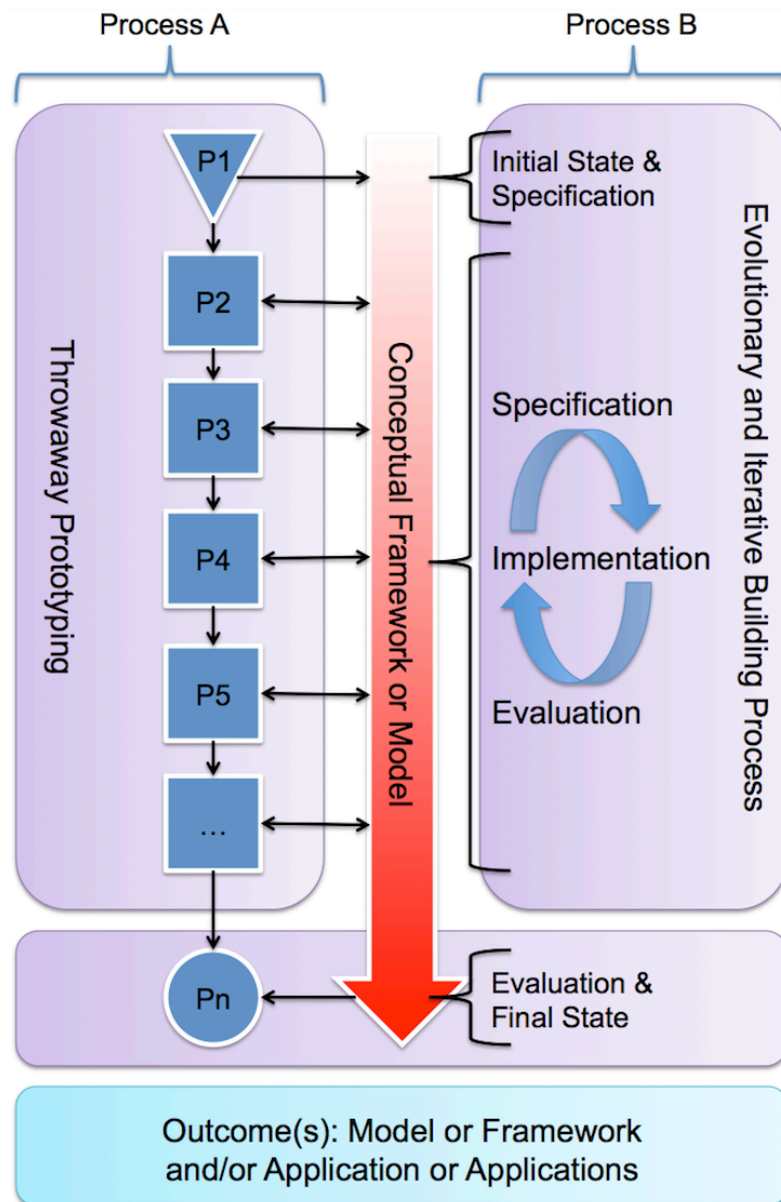 Process A
Process B
P1
P2
P3
P4
P5
...
Pn
Throwaway Prototyping
Conceptual Framework or Model
Initial State &
Specification
Specification
Implementation
Evaluation
Evolutionary and Iterative Building Process
Evaluation &
Final State
Outcome(s): Model or Framework
and/or Application or Applications